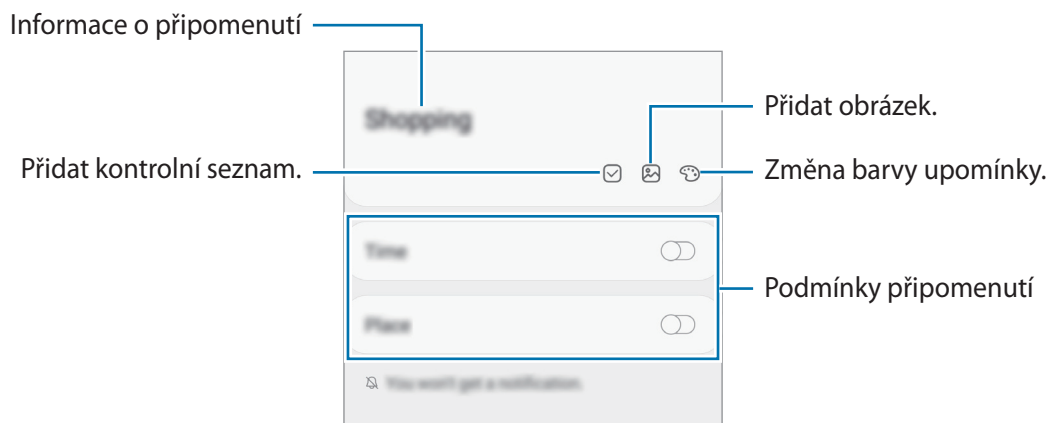 Informace o připomenutí
Shopping
Přidat obrázek.
Přidat kontrolní seznam.
Změna barvy upomínky.
Time
Podmínky připomenutí
Place
You won't get a notification.